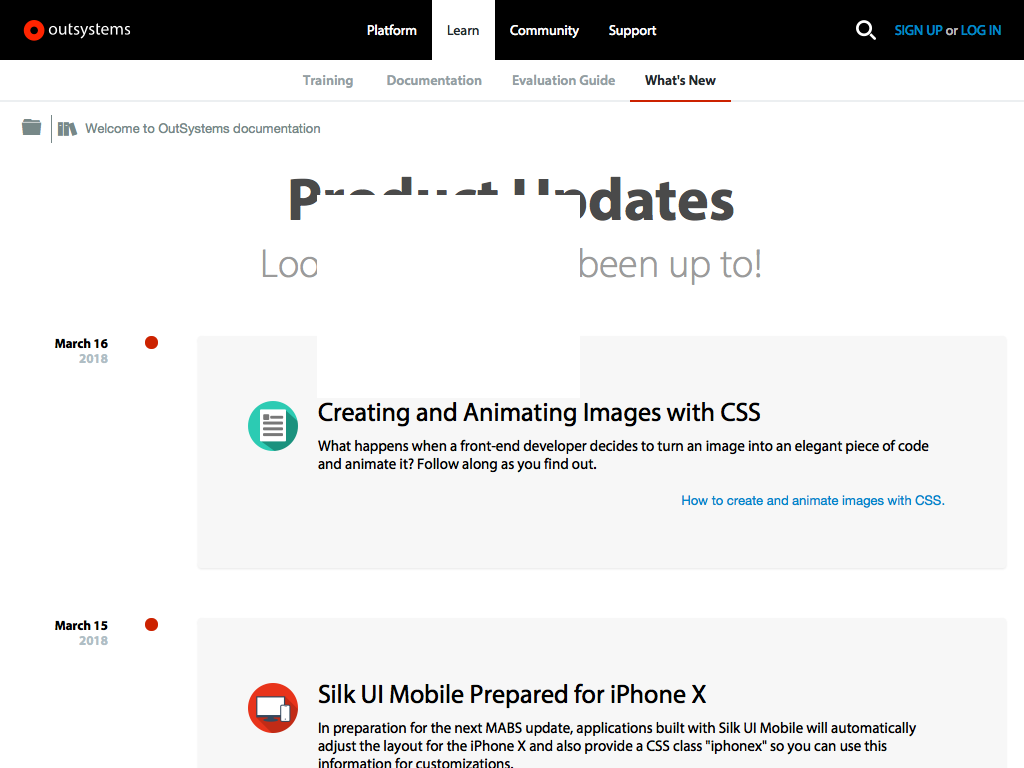 outsystems
Platform Learn Community Support SIGN UP or LOG IN
Training Documentation Evaluation Guide What's New
Welcome to OutSystems documentation
Product Updates
been up to!
March 16
2018
Creating and Animating Images with CSS
What happens when a front-end developer decides to turn an image into an elegant piece of code
and animate it? Follow along as you find out.
How to create and animate images with CSS.
March 15
2018
Silk UI Mobile Prepared for iPhone X
In preparation for the next MABS update, applications built with Silk UI Mobile will automatically
adjust the layout for the iPhone X and also provide a CSS class "iphonex" so you can use this
information for customizations.